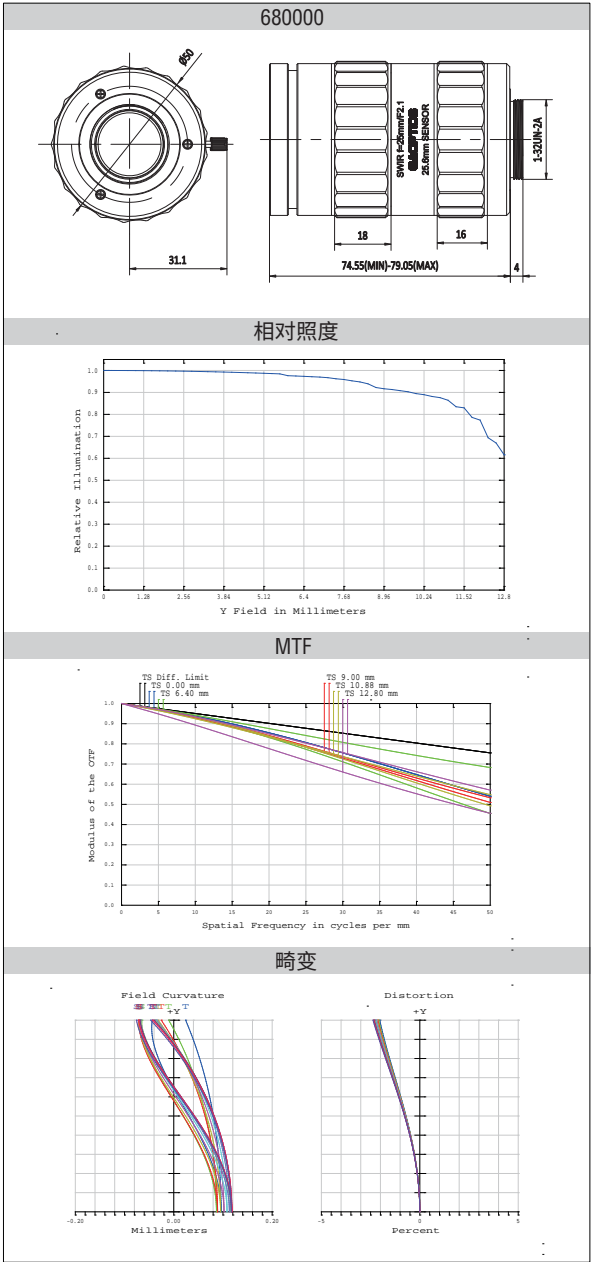 680000
Ø50
31.1
SWIR f=25mm/F2.1
25.6mm SENSOR
1-32UN-2A
18
16
74.55(MIN)-79.05(MAX)
4
相对照度
Relative Illumination
1.0
0.9
0.8
0.7
0.6
0.5
0.4
0.3
0.2
0.1
0.0
0 1.28 2.56 3.84 5.12 6.4 7.68 8.96 10.24 11.52 12.8
Y Field in Millimeters
MTF
TS Diff. Limit
TS 0.00 mm
TS 6.40 mm
TS 9.00 mm
TS 10.88 mm
TS 12.80 mm
Modulus of the OTF
1.0
0.9
0.8
0.7
0.6
0.5
0.4
0.3
0.2
0.1
0.0
0 5 10 15 20 25 30 35 40 45 50
Spatial Frequency in cycles per mm
畸变
Field Curvature
+Y
-0.20 0.00 0.20
Millimeters
Distortion
+Y
-5 0 5
Percent